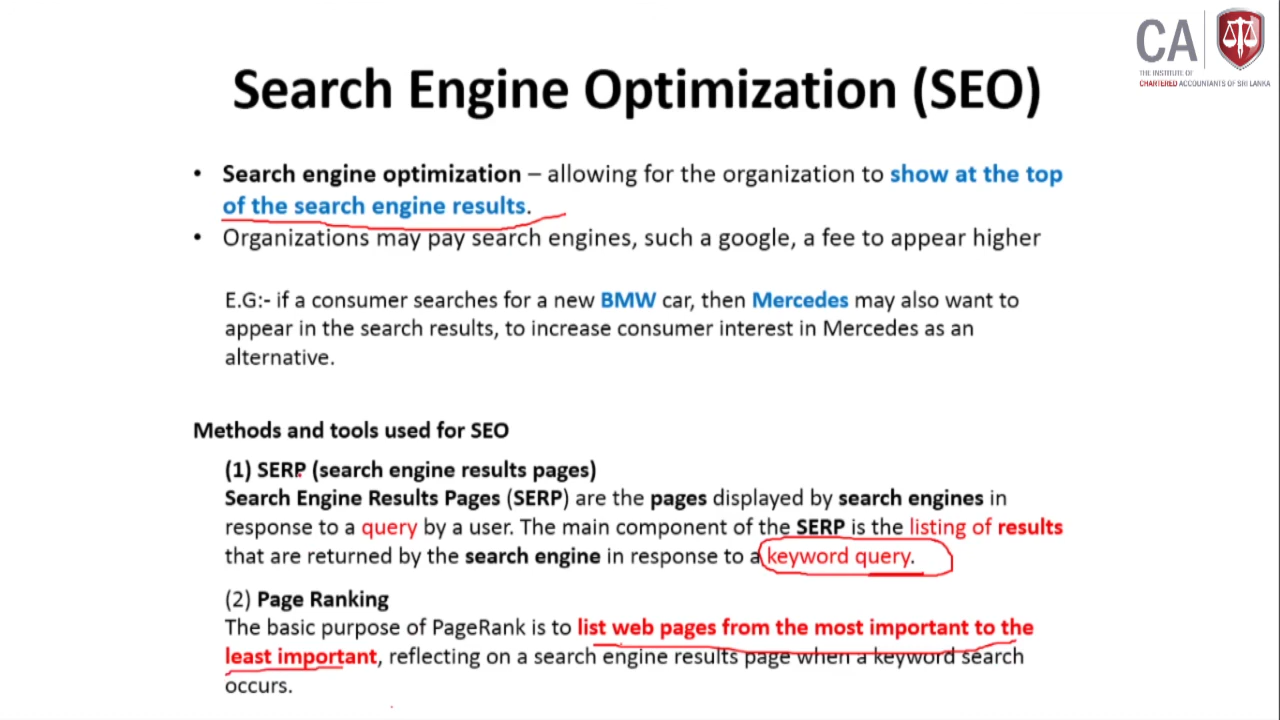 CA
THE INSTITUTE OF
CHARTERED ACCOUNTANTS OF SRI LANKA
Search Engine Optimization (SEO)
• Search engine optimization – allowing for the organization to show at the top
of the search engine results.
• Organizations may pay search engines, such a google, a fee to appear higher
E.G:- if a consumer searches for a new BMW car, then Mercedes may also want to
appear in the search results, to increase consumer interest in Mercedes as an
alternative.
Methods and tools used for SEO
(1) SERP (search engine results pages)
Search Engine Results Pages (SERP) are the pages displayed by search engines in
response to a query by a user. The main component of the SERP is the listing of results
that are returned by the search engine in response to a keyword query.
(2) Page Ranking
The basic purpose of PageRank is to list web pages from the most important to the
least important, reflecting on a search engine results page when a keyword search
occurs.